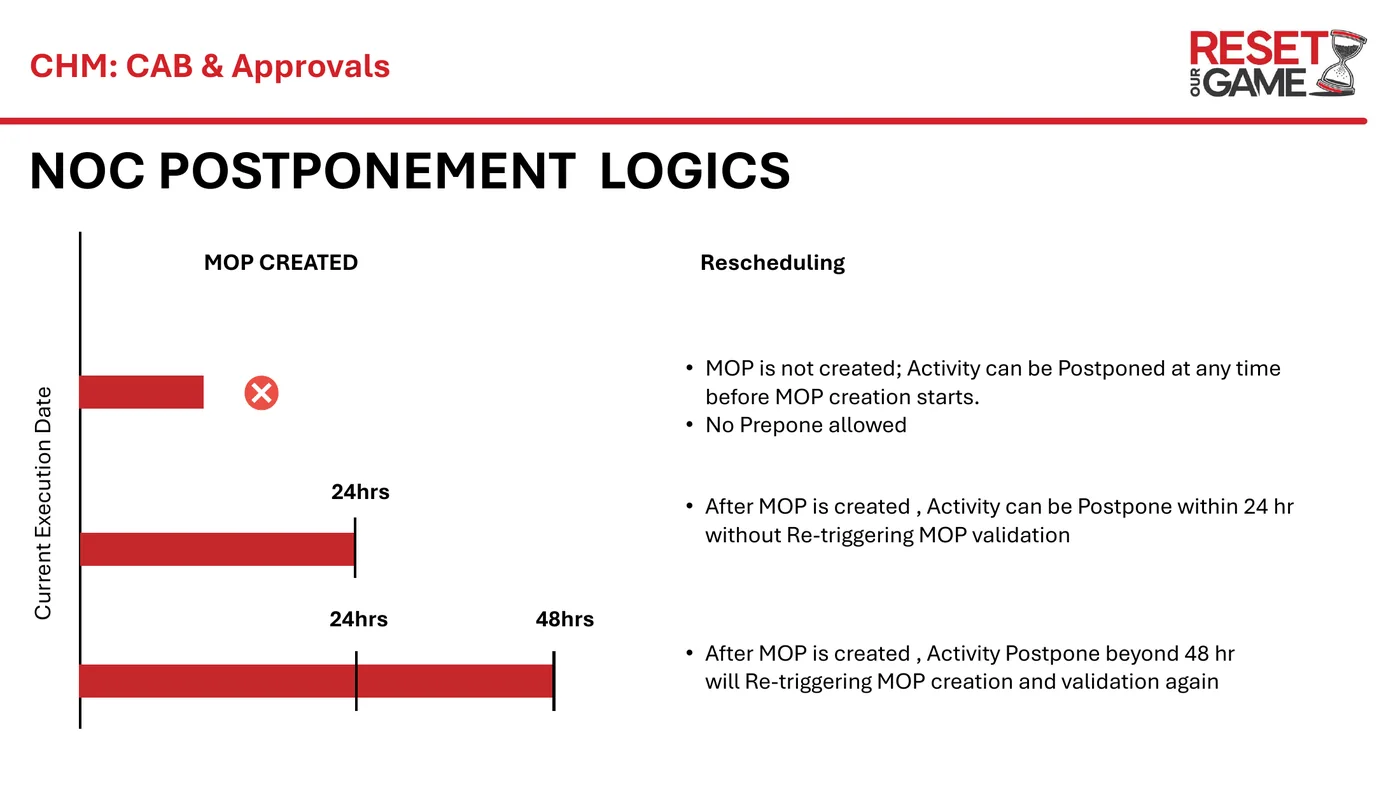 CHM: CAB & Approvals
RESET
OUR
GAME
NOC POSTPONEMENT  LOGICS
MOP CREATED
Rescheduling
Current Execution Date
• MOP is not created; Activity can be Postponed at any time
before MOP creation starts.
• No Prepone allowed
24hrs
• After MOP is created , Activity can be Postpone within 24 hr
without Re-triggering MOP validation
24hrs
48hrs
• After MOP is created , Activity Postpone beyond 48 hr
will Re-triggering MOP creation and validation again